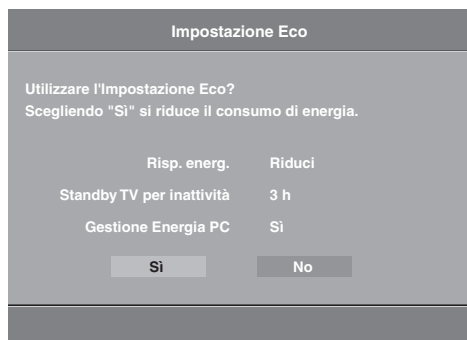 Impostazione Eco
Utilizzare l'Impostazione Eco?
Scegliendo "Sì" si riduce il consumo di energia.
Risp. energ. Riduci
Standby TV per inattività 3 h
Gestione Energia PC Sì
Sì No